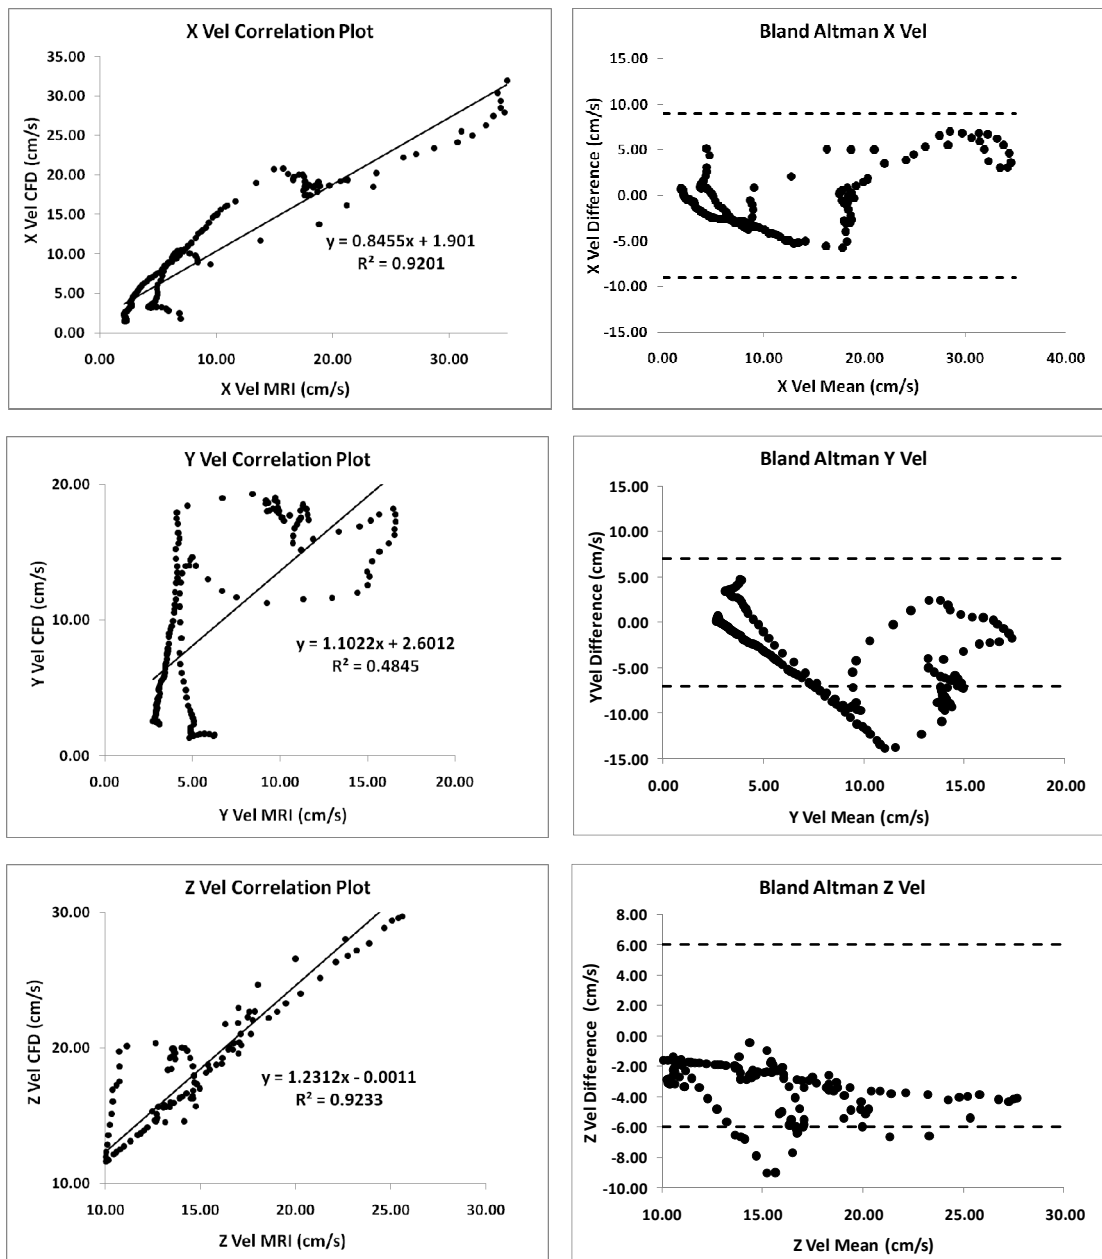 X Vel Correlation Plot
35.00
30.00
25.00
20.00
15.00
10.00
5.00
0.00
X Vel CFD (cm/s)
y = 0.8455x + 1.901
R² = 0.9201
0.00 10.00 20.00 30.00
X Vel MRI (cm/s)
Bland Altman X Vel
15.00
10.00
5.00
0.00
-5.00
-10.00
-15.00
X Vel Difference (cm/s)
0.00 10.00 20.00 30.00 40.00
X Vel Mean (cm/s)
Y Vel Correlation Plot
20.00
10.00
0.00
Y Vel CFD (cm/s)
y = 1.1022x + 2.6012
R² = 0.4845
0.00 5.00 10.00 15.00 20.00
Y Vel MRI (cm/s)
Bland Altman Y Vel
15.00
10.00
5.00
0.00
-5.00
-10.00
-15.00
Y Vel Difference (cm/s)
0.00 5.00 10.00 15.00 20.00
Y Vel Mean (cm/s)
Z Vel Correlation Plot
30.00
20.00
10.00
Z Vel CFD (cm/s)
y = 1.2312x - 0.0011
R² = 0.9233
10.00 15.00 20.00 25.00 30.00
Z Vel MRI (cm/s)
Bland Altman Z Vel
8.00
6.00
4.00
2.00
0.00
-2.00
-4.00
-6.00
-8.00
-10.00
Z Vel Difference (cm/s)
10.00 15.00 20.00 25.00 30.00
Z Vel Mean (cm/s)